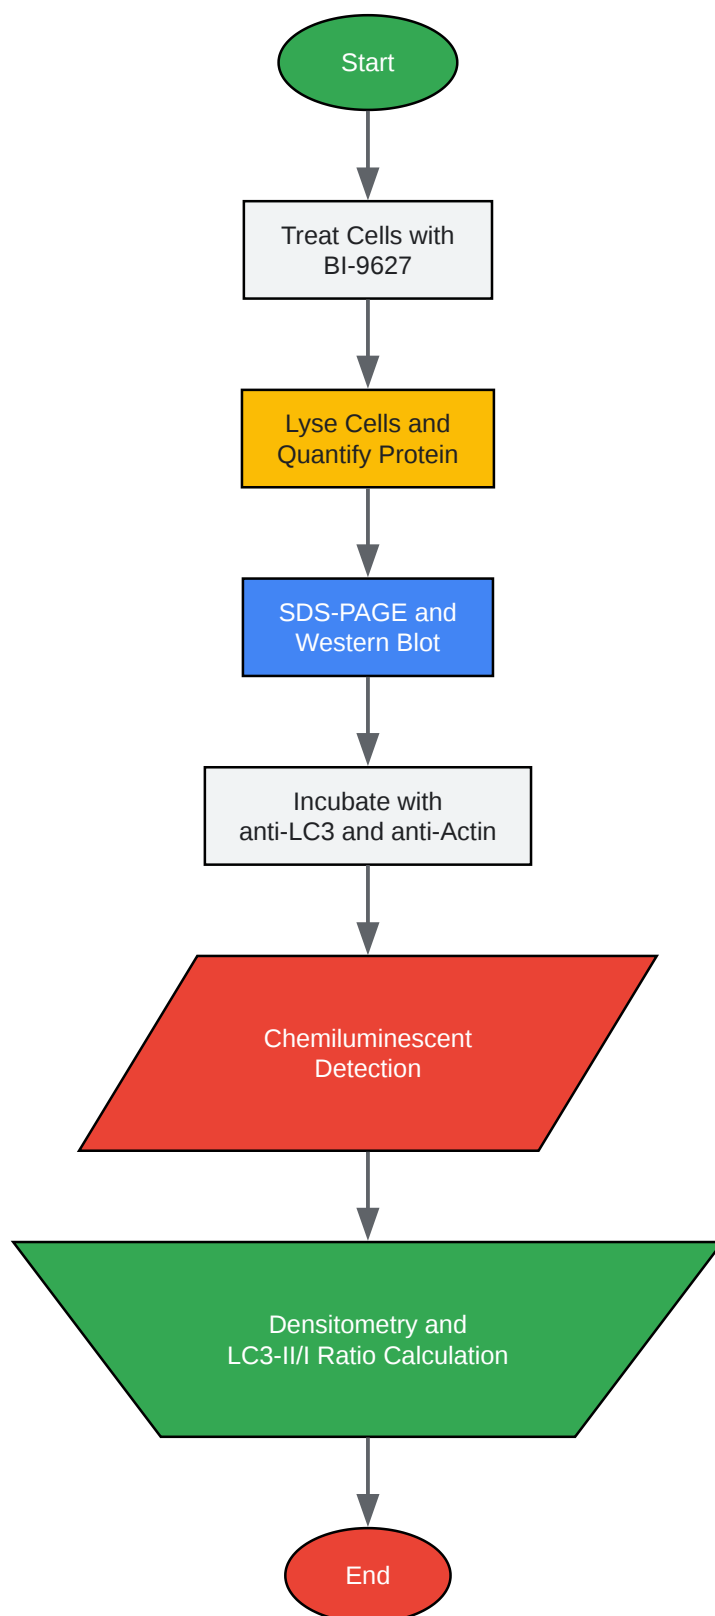 Start
Treat Cells with
BI-9627
Lyse Cells and
Quantify Protein
SDS-PAGE and
Western Blot
Incubate with
anti-LC3 and anti-Actin
Chemiluminescent
Detection
Densitometry and
LC3-II/I Ratio Calculation
End